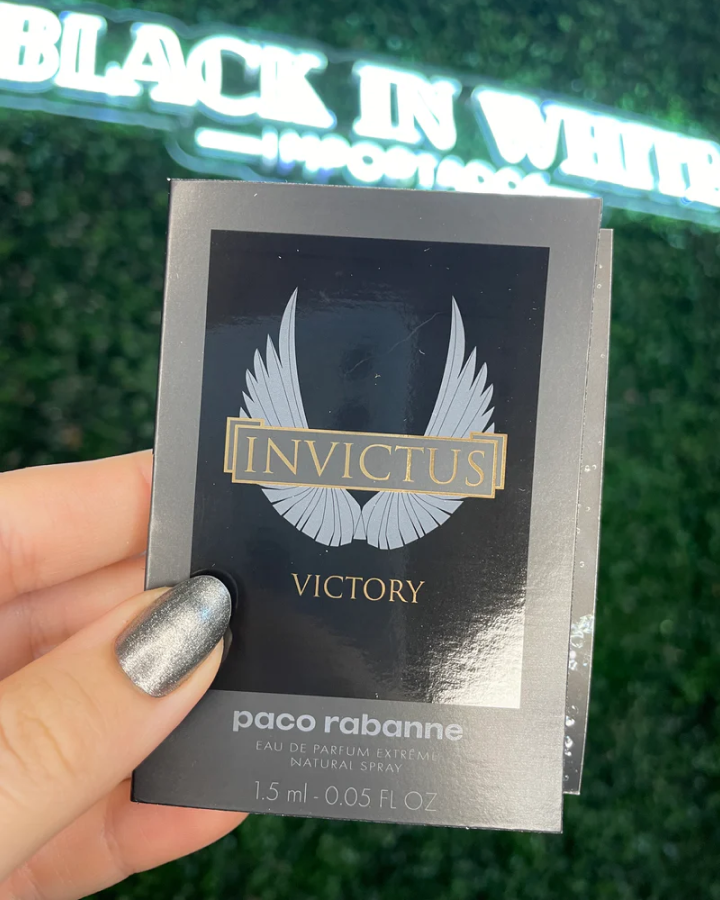 BLACK IN WHITE
IMPORTADOS
INVICTUS
VICTORY
paco rabanne
EAU DE PARFUM EXTRÊME
NATURAL SPRAY
1.5 ml - 0.05 FL OZ